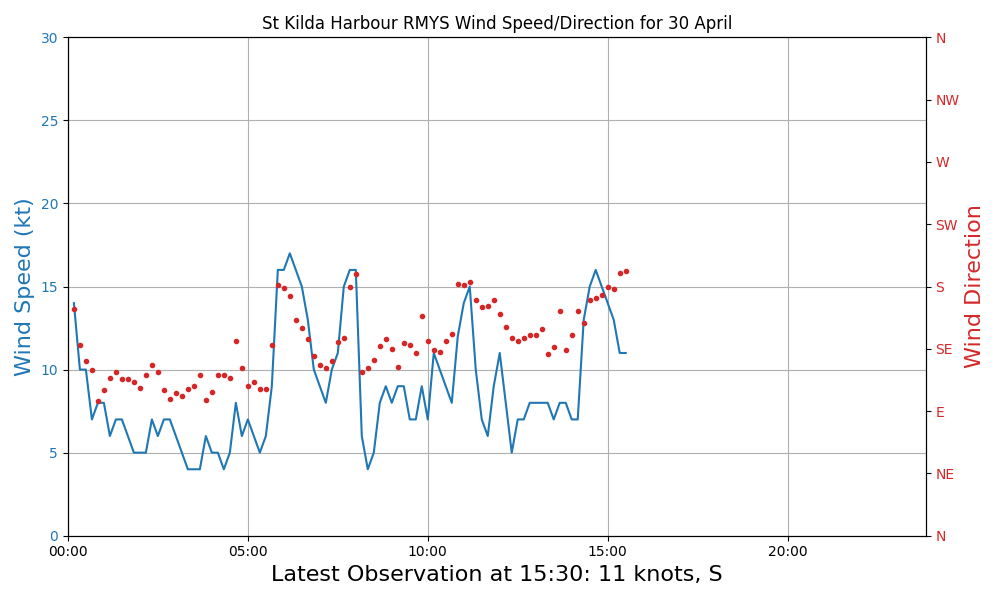 St Kilda Harbour RMYS Wind Speed/Direction for 30 April
30
25
20
15
10
5
0
Wind Speed (kt)
N
NW
W
SW
S
SE
E
NE
N
Wind Direction
00:00
05:00
10:00
15:00
20:00
Latest Observation at 15:30: 11 knots, S